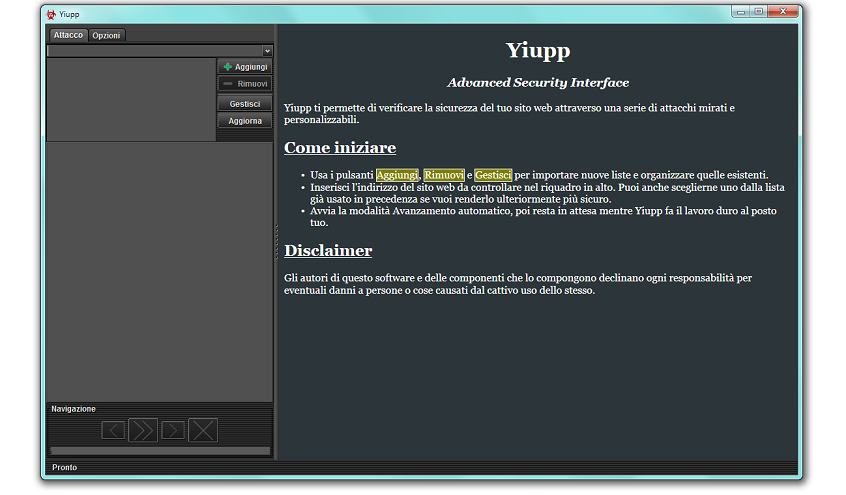 Yiupp
Attacco Opzioni
Aggiungi
Rimuovi
Gestisci
Aggiorna
Navigazione
Pronto
Yiupp
Advanced Security Interface
Yiupp ti permette di verificare la sicurezza del tuo sito web attraverso una serie di attacchi mirati e
personalizzabili.
Come iniziare
• Usa i pulsanti Aggiungi, Rimuovi e Gestisci per importare nuove liste e organizzare quelle esistenti.
• Inserisci l'indirizzo del sito web da controllare nel riquadro in alto. Puoi anche sceglierne uno dalla lista
già usato in precedenza se vuoi renderlo ulteriormente più sicuro.
• Avvia la modalità Avanzamento automatico, poi resta in attesa mentre Yiupp fa il lavoro duro al posto
tuo.
Disclaimer
Gli autori di questo software e delle componenti che lo compongono declinano ogni responsabilità per
eventuali danni a persone o cose causati dal cattivo uso dello stesso.